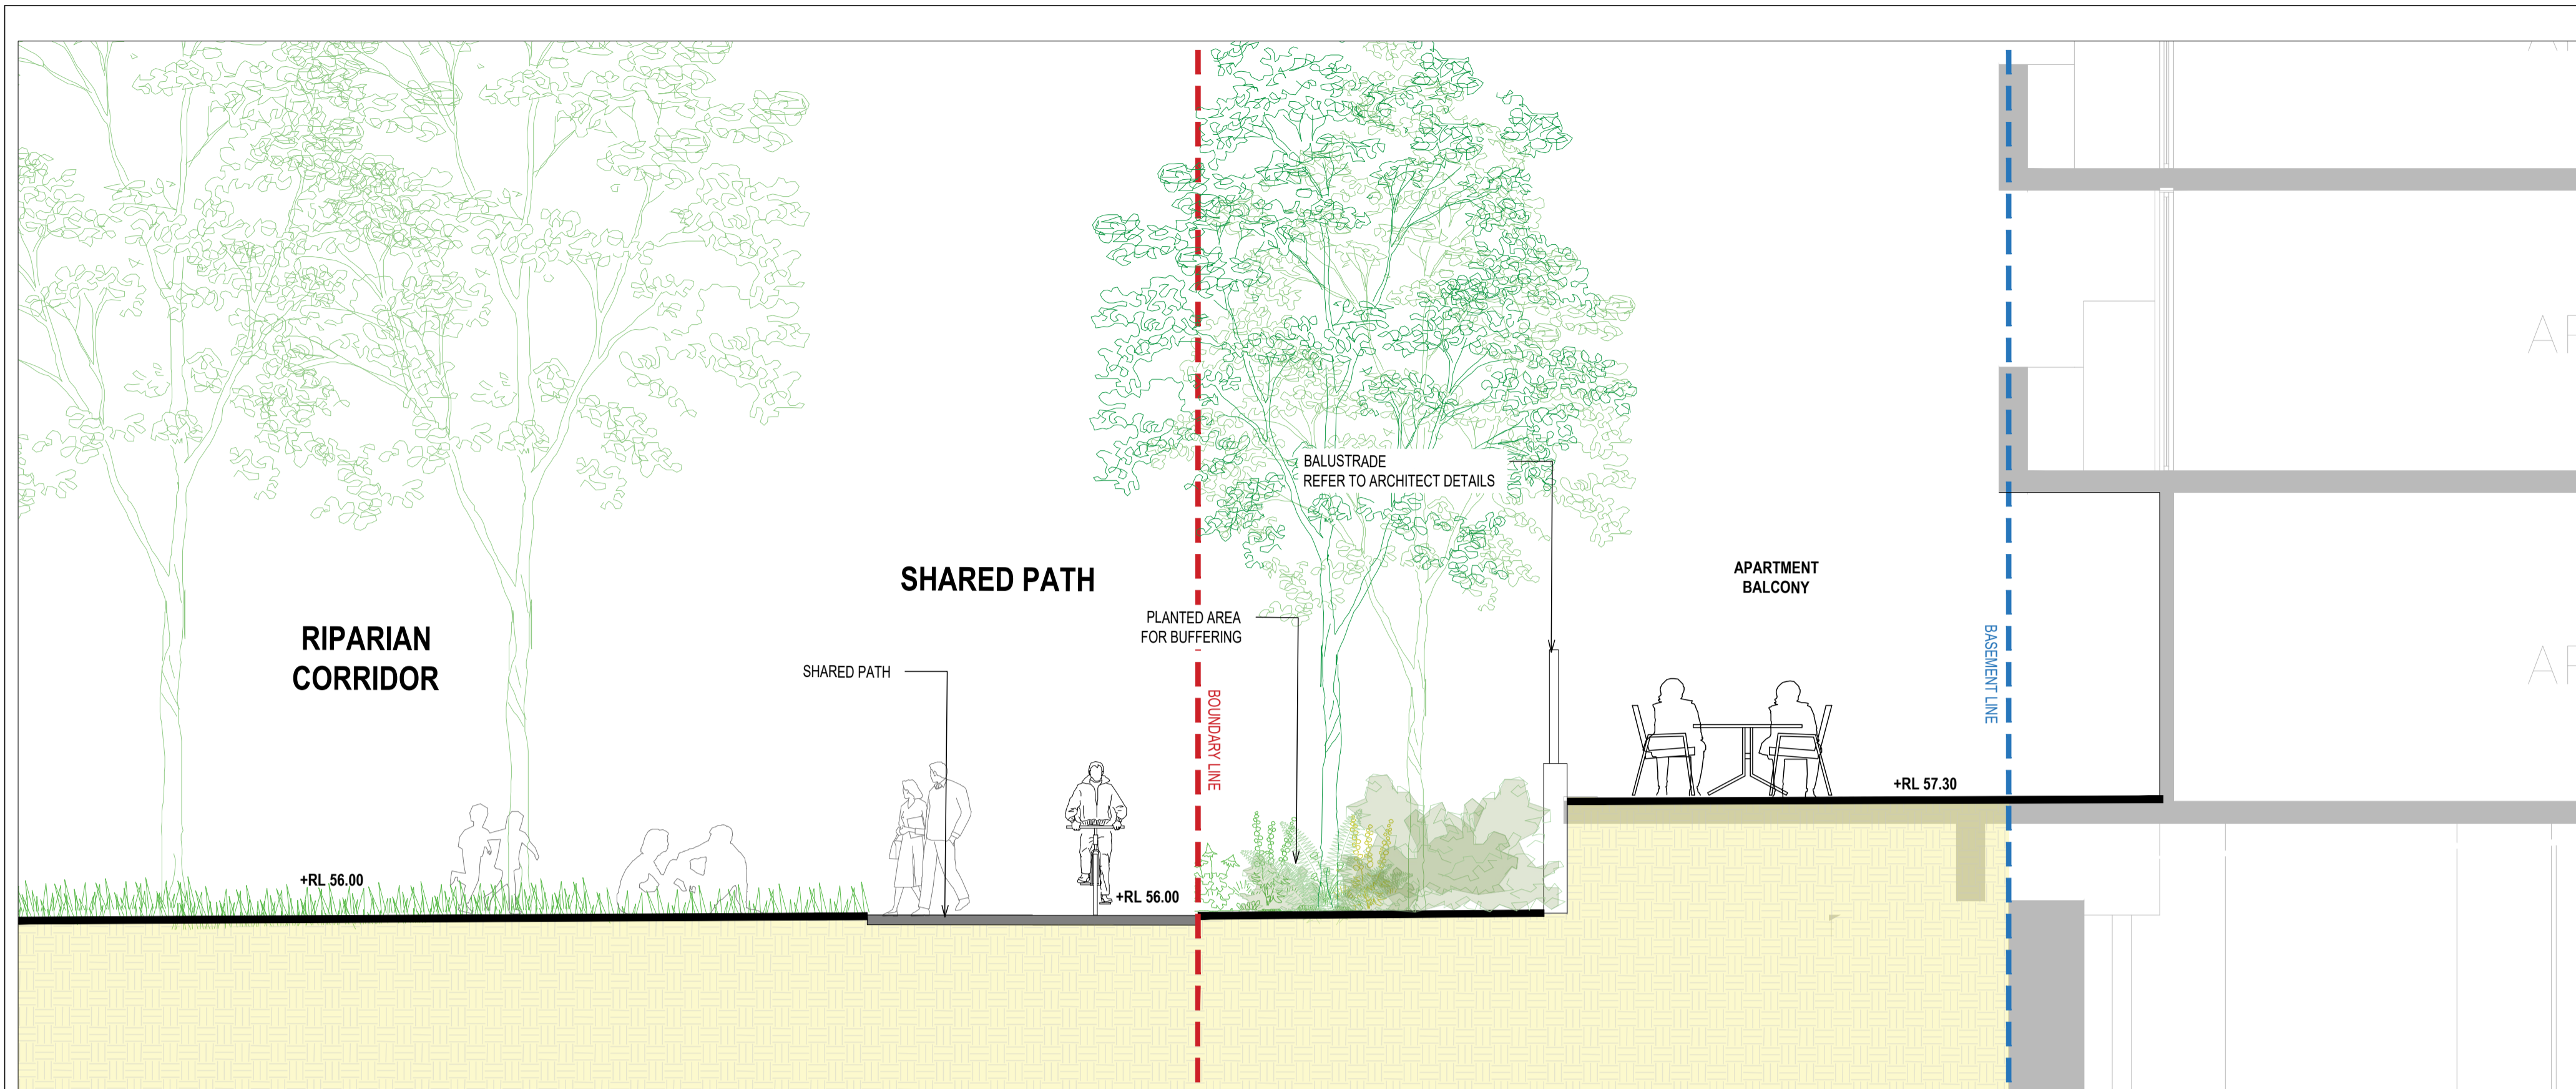 RIPARIAN
CORRIDOR
+RL 56.00
SHARED PATH
SHARED PATH
+RL 56.00
BOUNDARY LINE
PLANTED AREA
FOR BUFFERING
BALUSTRADE
REFER TO ARCHITECT DETAILS
APARTMENT
BALCONY
+RL 57.30
BASEMENT LINE